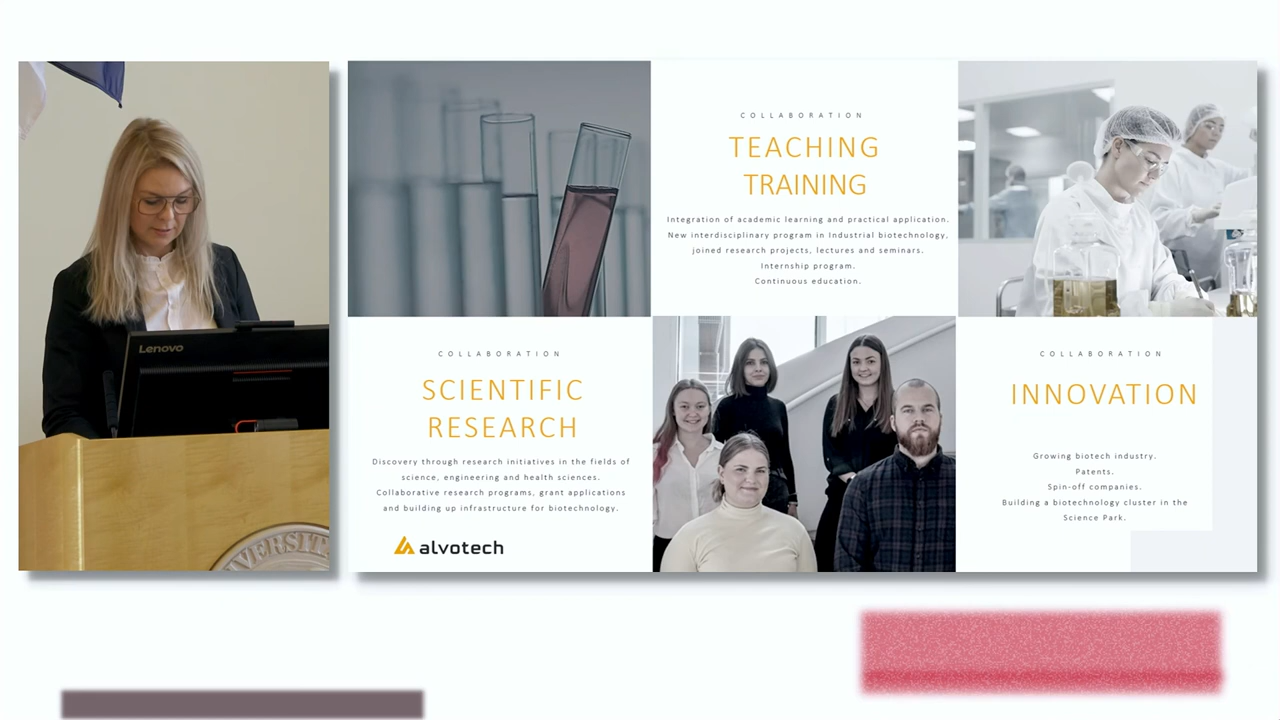 Lenovo
VERSIT
COLLABORATION
TEACHING
TRAINING
Integration of academic learning and practical application.
New interdisciplinary program in Industrial biotechnology,
joined research projects, lectures and seminars.
Internship program.
Continuous education.
COLLABORATION
SCIENTIFIC
RESEARCH
Discovery through research initiatives in the fields of
science, engineering and health sciences.
Collaborative research programs, grant applications
and building up infrastructure for biotechnology.
alvotech
COLLABORATION
INNOVATION
Growing biotech industry.
Patents.
Spin-off companies.
Building a biotechnology cluster in the
Science Park.